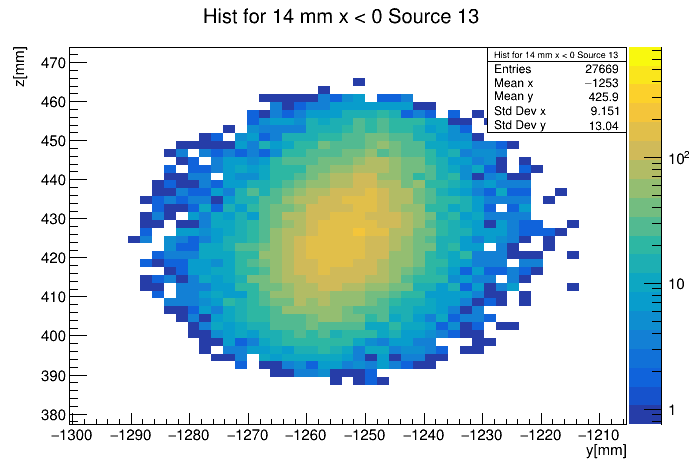 Hist for 14 mm x < 0 Source 13
z[mm]
Hist for 14 mm x < 0 Source 13
Entries 27669
Mean x −1253
Mean y 425.9
Std Dev x 9.151
Std Dev y 13.04
470
460
450
440
430
420
410
400
390
380
10²
10
1
−1300 −1290 −1280 −1270 −1260 −1250 −1240 −1230 −1220 −1210
y[mm]